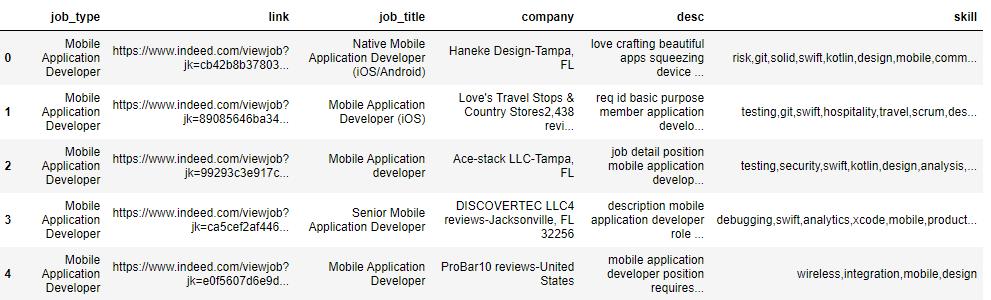 job_type link job_title company desc skill
0 Mobile Application Developer https://www.indeed.com/viewjob?jk=cb42b8b37803... Native Mobile Application Developer (iOS/Android) Haneke Design-Tampa, FL love crafting beautiful apps squeezing device ... risk,git,solid,swift,kotlin,design,mobile,comm...
1 Mobile Application Developer https://www.indeed.com/viewjob?jk=89085646ba34... Mobile Application Developer (iOS) Love's Travel Stops & Country Stores2,438 revi... req id basic purpose member application develo... testing,git,swift,hospitality,travel,scrum,des...
2 Mobile Application Developer https://www.indeed.com/viewjob?jk=99293c3e917c... Mobile Application developer Ace-stack LLC-Tampa, FL job detail position mobile application develop... testing,security,swift,kotlin,design,analysis,...
3 Mobile Application Developer https://www.indeed.com/viewjob?jk=ca5cef2af446... Senior Mobile Application Developer DISCOVERTEC LLC4 reviews-Jacksonville, FL 32256 description mobile application developer role ... debugging,swift,analytics,xcode,mobile,product...
4 Mobile Application Developer https://www.indeed.com/viewjob?jk=e0f5607d6e9d... Mobile Application Developer ProBar10 reviews-United States mobile application developer position requires... wireless,integration,mobile,design